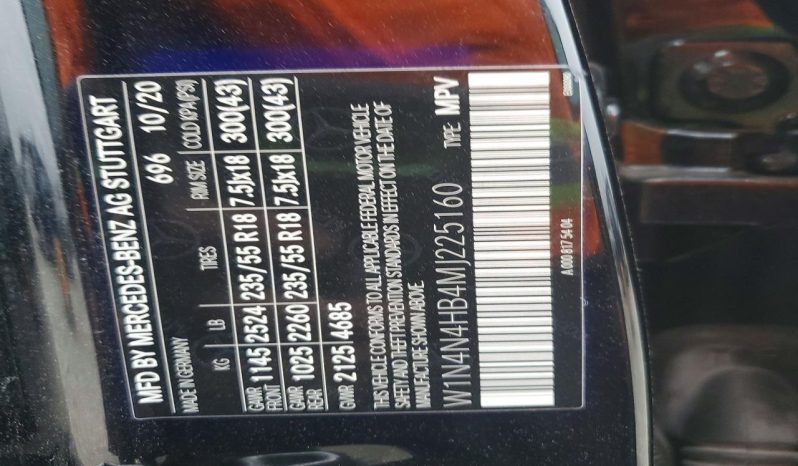 MFD BY MERCEDES-BENZ AG STUTTGART
MADE IN GERMANY 696 10/20
KG LB TIRES RIM SIZE COLD KPA/(PSI)
GAWR FRONT 1145 2524 235/55 R18 7.5Jx18 300(43)
GAWR REAR 1025 2260 235/55 R18 7.5Jx18 300(43)
GVWR 2125 4685
THIS VEHICLE CONFORMS TO ALL APPLICABLE FEDERAL MOTOR VEHICLE
SAFETY AND THEFT PREVENTION STANDARDS IN EFFECT ON THE DATE OF
MANUFACTURE SHOWN ABOVE.
W1N4N4HB4MJ225160 TYPE: MPV
A 000 817 54 04